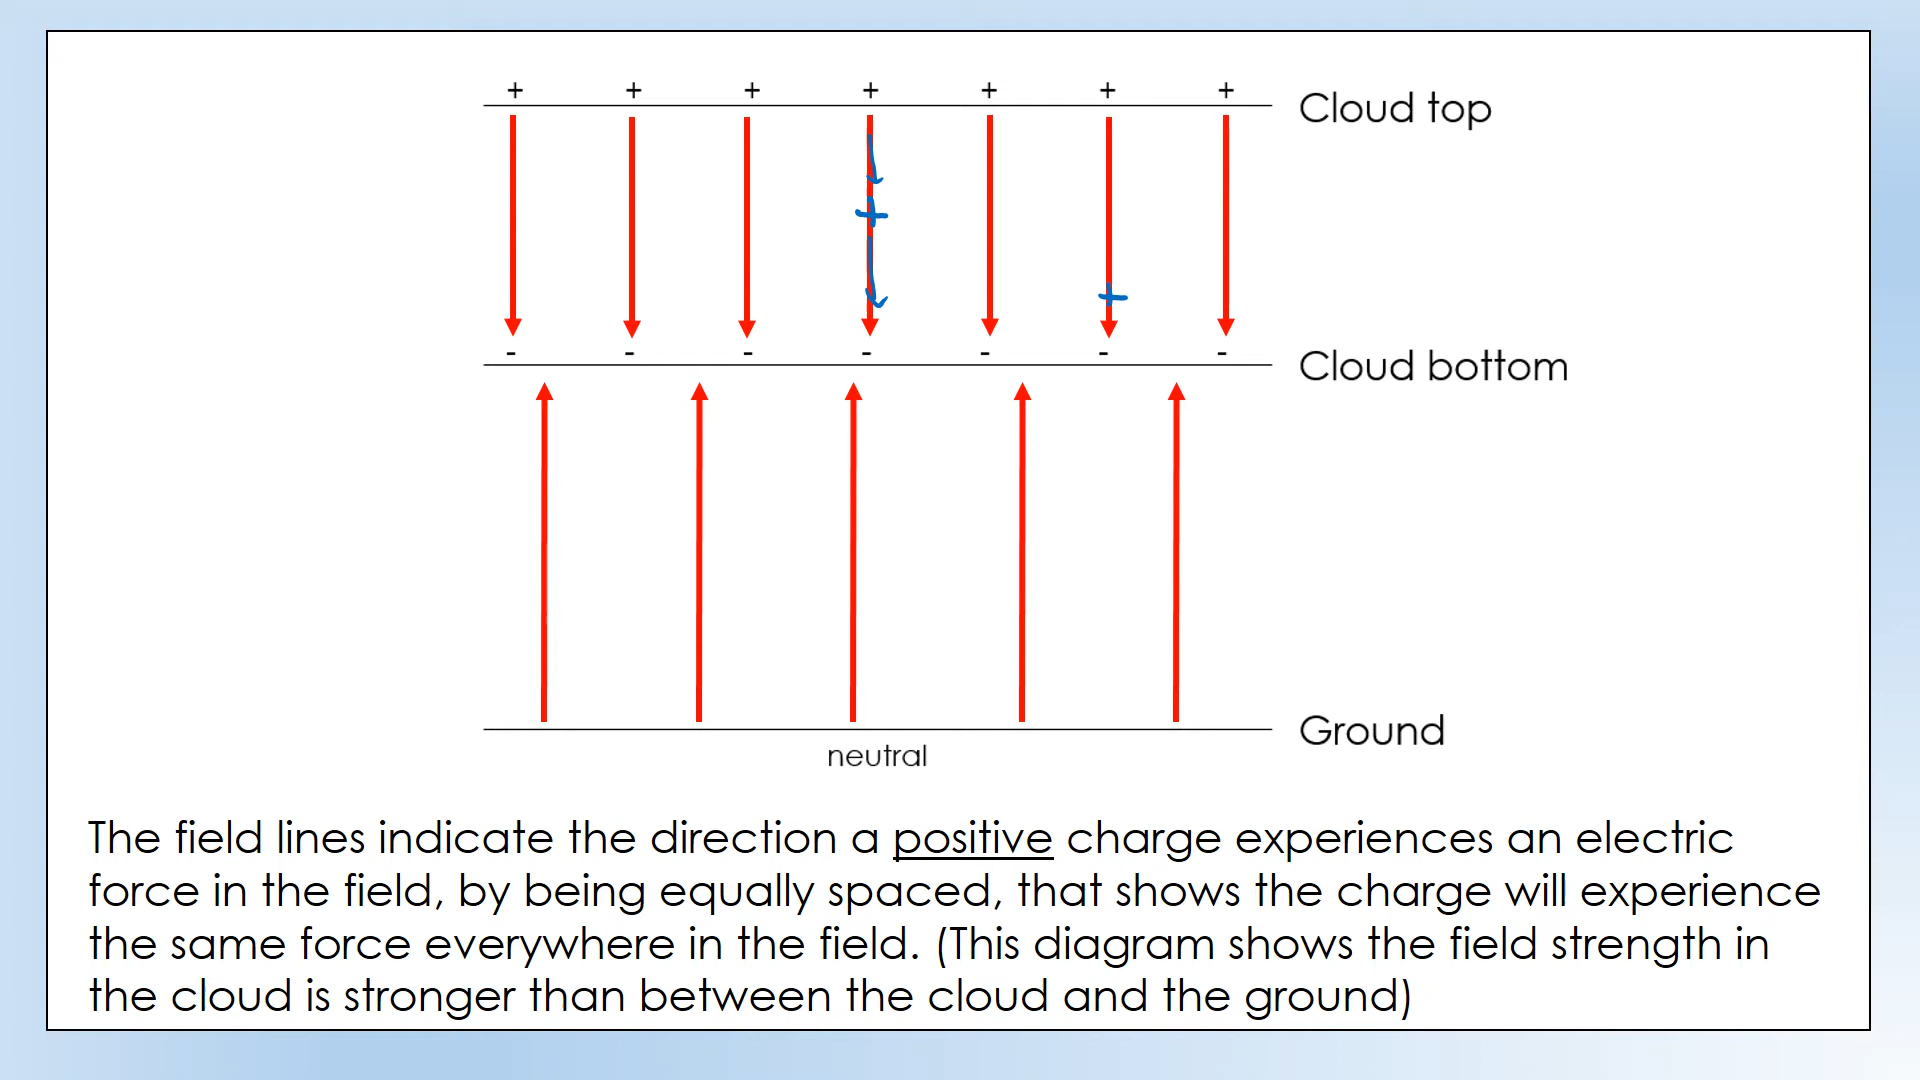 + + + + + + +
Cloud top
+
+
- - - - - - -
Cloud bottom
Ground
neutral
The field lines indicate the direction a positive charge experiences an electric
force in the field, by being equally spaced, that shows the charge will experience
the same force everywhere in the field. (This diagram shows the field strength in
the cloud is stronger than between the cloud and the ground)